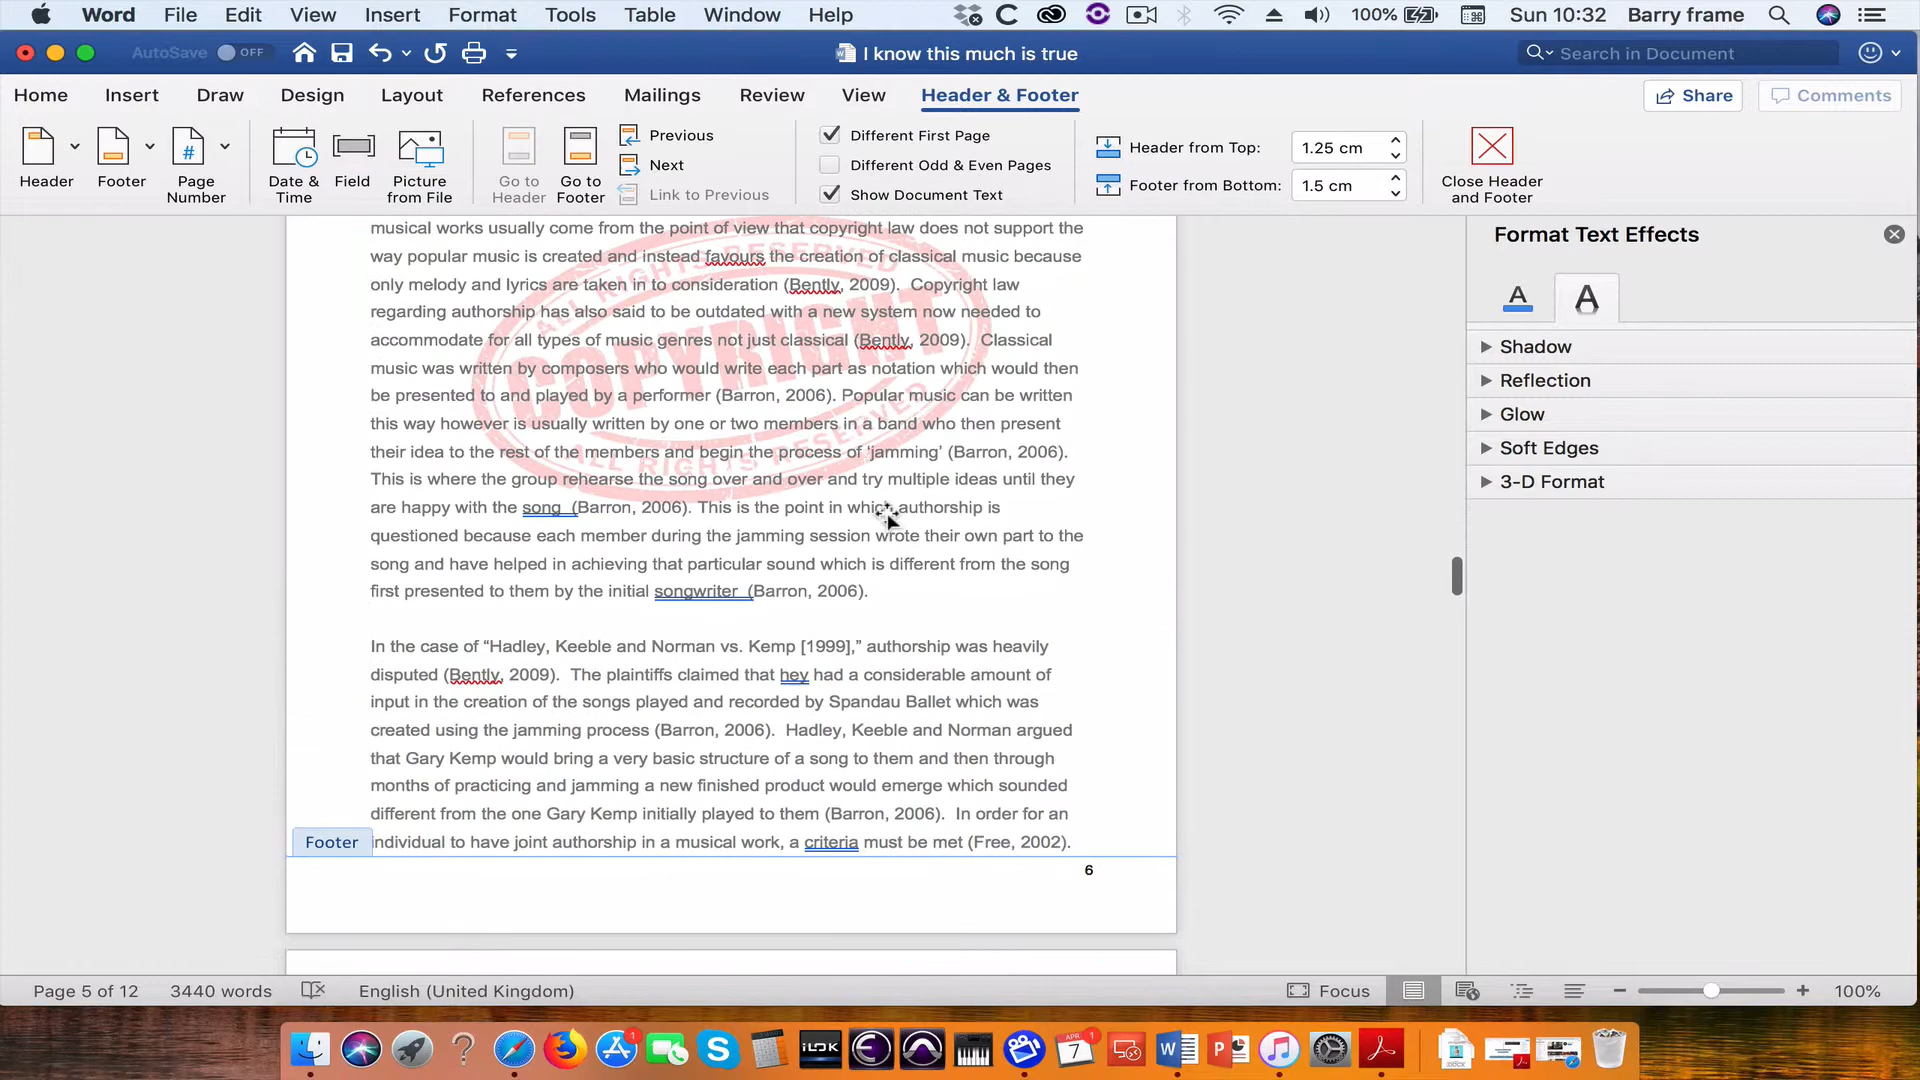 Word File Edit View Insert Format Tools Table Window Help 100% Sun 10:32 Barry frame
AutoSave OFF I know this much is true Search in Document
Home Insert Draw Design Layout References Mailings Review View Header & Footer Share Comments
Header Footer Page Number Date & Time Field Picture from File Go to Header Go to Footer
Previous
Next
Link to Previous
Different First Page
Different Odd & Even Pages
Show Document Text
Header from Top: 1.25 cm
Footer from Bottom: 1.5 cm
Close Header and Footer
musical works usually come from the point of view that copyright law does not support the
way popular music is created and instead favours the creation of classical music because
only melody and lyrics are taken in to consideration (Bently, 2009). Copyright law
regarding authorship has also said to be outdated with a new system now needed to
accommodate for all types of music genres not just classical (Bently, 2009). Classical
music was written by composers who would write each part as notation which would then
be presented to and played by a performer (Barron, 2006). Popular music can be written
this way however is usually written by one or two members in a band who then present
their idea to the rest of the members and begin the process of ‘jamming’ (Barron, 2006).
This is where the group rehearse the song over and over and try multiple ideas until they
are happy with the song (Barron, 2006). This is the point in which authorship is
questioned because each member during the jamming session wrote their own part to the
song and have helped in achieving that particular sound which is different from the song
first presented to them by the initial songwriter (Barron, 2006).
In the case of “Hadley, Keeble and Norman vs. Kemp [1999],” authorship was heavily
disputed (Bently, 2009). The plaintiffs claimed that hey had a considerable amount of
input in the creation of the songs played and recorded by Spandau Ballet which was
created using the jamming process (Barron, 2006). Hadley, Keeble and Norman argued
that Gary Kemp would bring a very basic structure of a song to them and then through
months of practicing and jamming a new finished product would emerge which sounded
different from the one Gary Kemp initially played to them (Barron, 2006). In order for an
individual to have joint authorship in a musical work, a criteria must be met (Free, 2002).
Footer
6
ALL RIGHTS RESERVED
COPYRIGHT
ALL RIGHTS RESERVED
Format Text Effects
A A
Shadow
Reflection
Glow
Soft Edges
3-D Format
Page 5 of 12 3440 words English (United Kingdom) Focus 100%
iLOK
APR 1
7